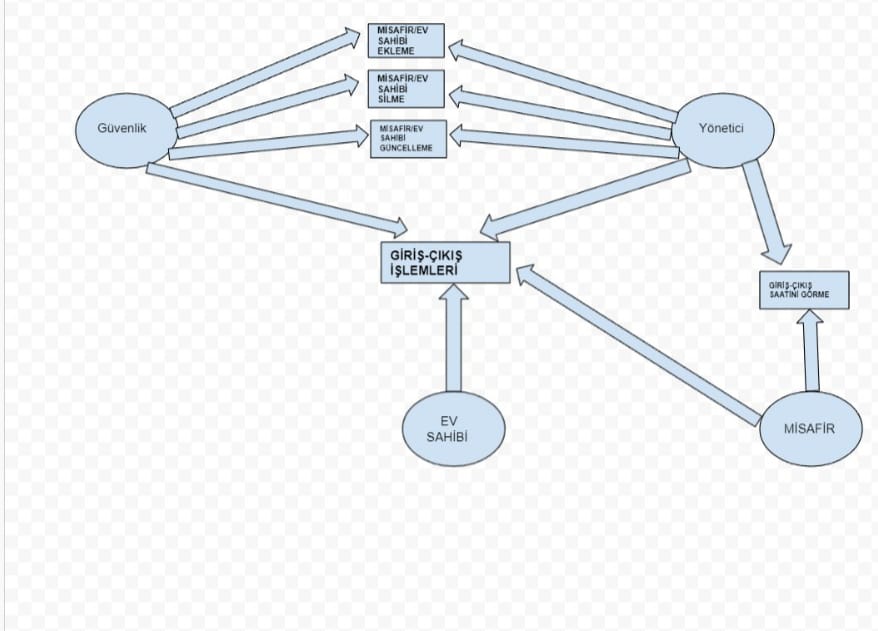 MİSAFİR/EV
SAHİBİ
EKLEME
MİSAFİR/EV
SAHİBİ
SİLME
Güvenlik
Yönetici
MİSAFİR/EV
SAHİBİ
GÜNCELLEME
GİRİŞ-ÇIKIŞ
İŞLEMLERİ
GİRİŞ-ÇIKIŞ
SAATİNİ GÖRME
EV
SAHİBİ
MİSAFİR